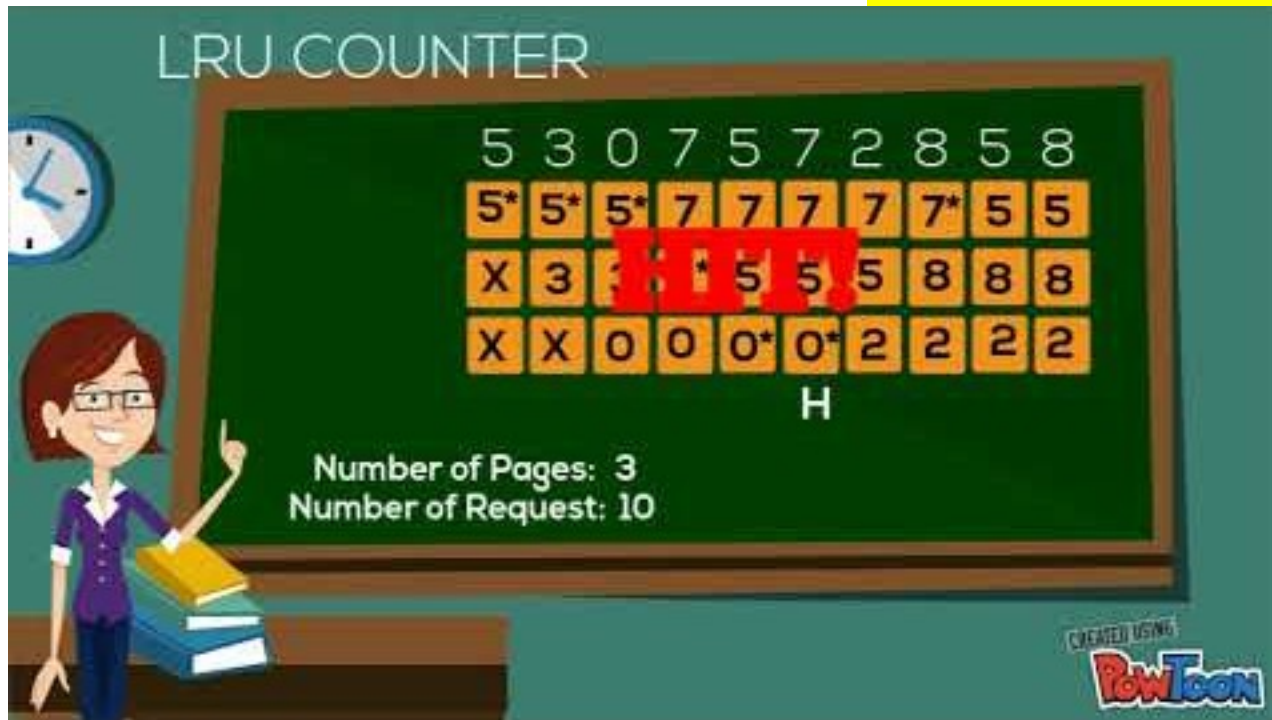 LRU COUNTER
5 3 0 7 5 7 2 8 5 8
5* 5* 5* 7 7 7 7 7* 5 5
X 3 * 5 5 5 8 8 8
X X 0 0 0* 0* 2 2 2 2
HIT!
H
Number of Pages: 3
Number of Request: 10
CREATED USING
POWTOON